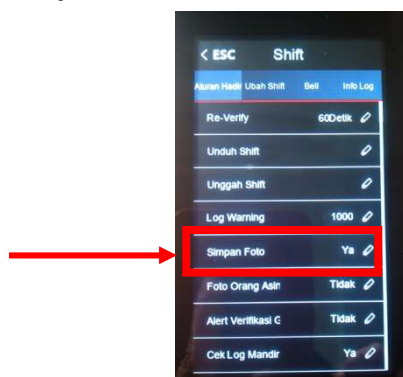 < ESC Shift
Aturan Hadir Ubah Shift Bell Info Log
Re-Verify 60Detik
Unduh Shift
Unggah Shift
Log Warning 1000
Simpan Foto Ya
Foto Orang Asin Tidak
Alert Verifikasi G Tidak
Cek Log Mandir Ya